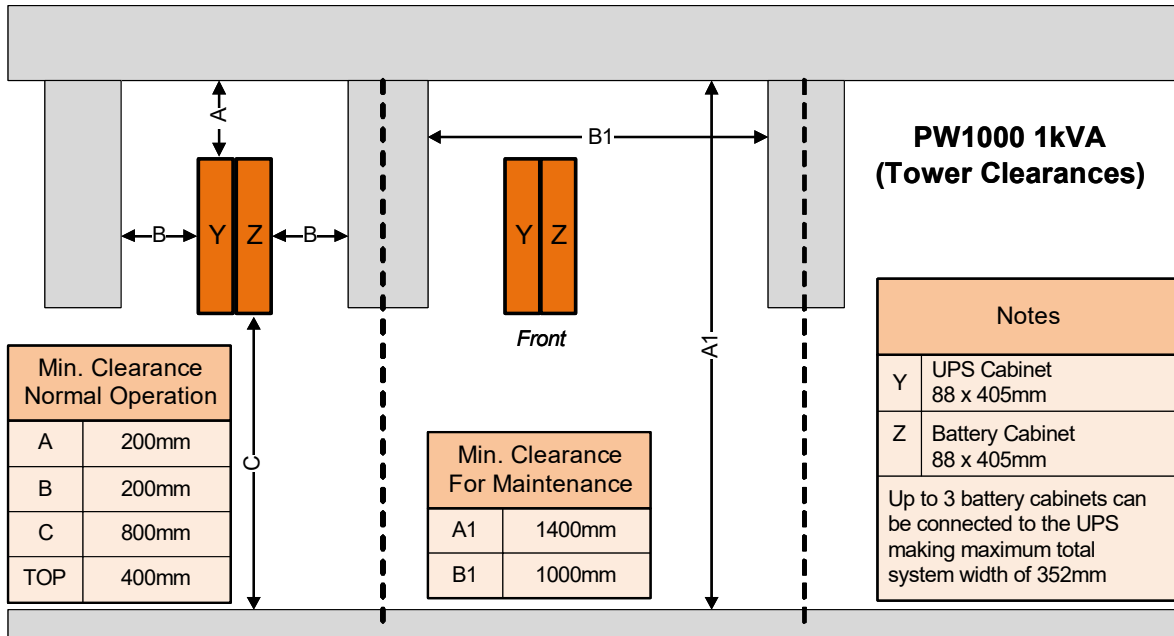 PW1000 1kVA
(Tower Clearances)
A
B1
B
Y
Z
B
Y
Z
Front
A1
C
Min. Clearance
Normal Operation
A 200mm
B 200mm
C 800mm
TOP 400mm
Min. Clearance
For Maintenance
A1 1400mm
B1 1000mm
Notes
Y UPS Cabinet
88 x 405mm
Z Battery Cabinet
88 x 405mm
Up to 3 battery cabinets can
be connected to the UPS
making maximum total
system width of 352mm